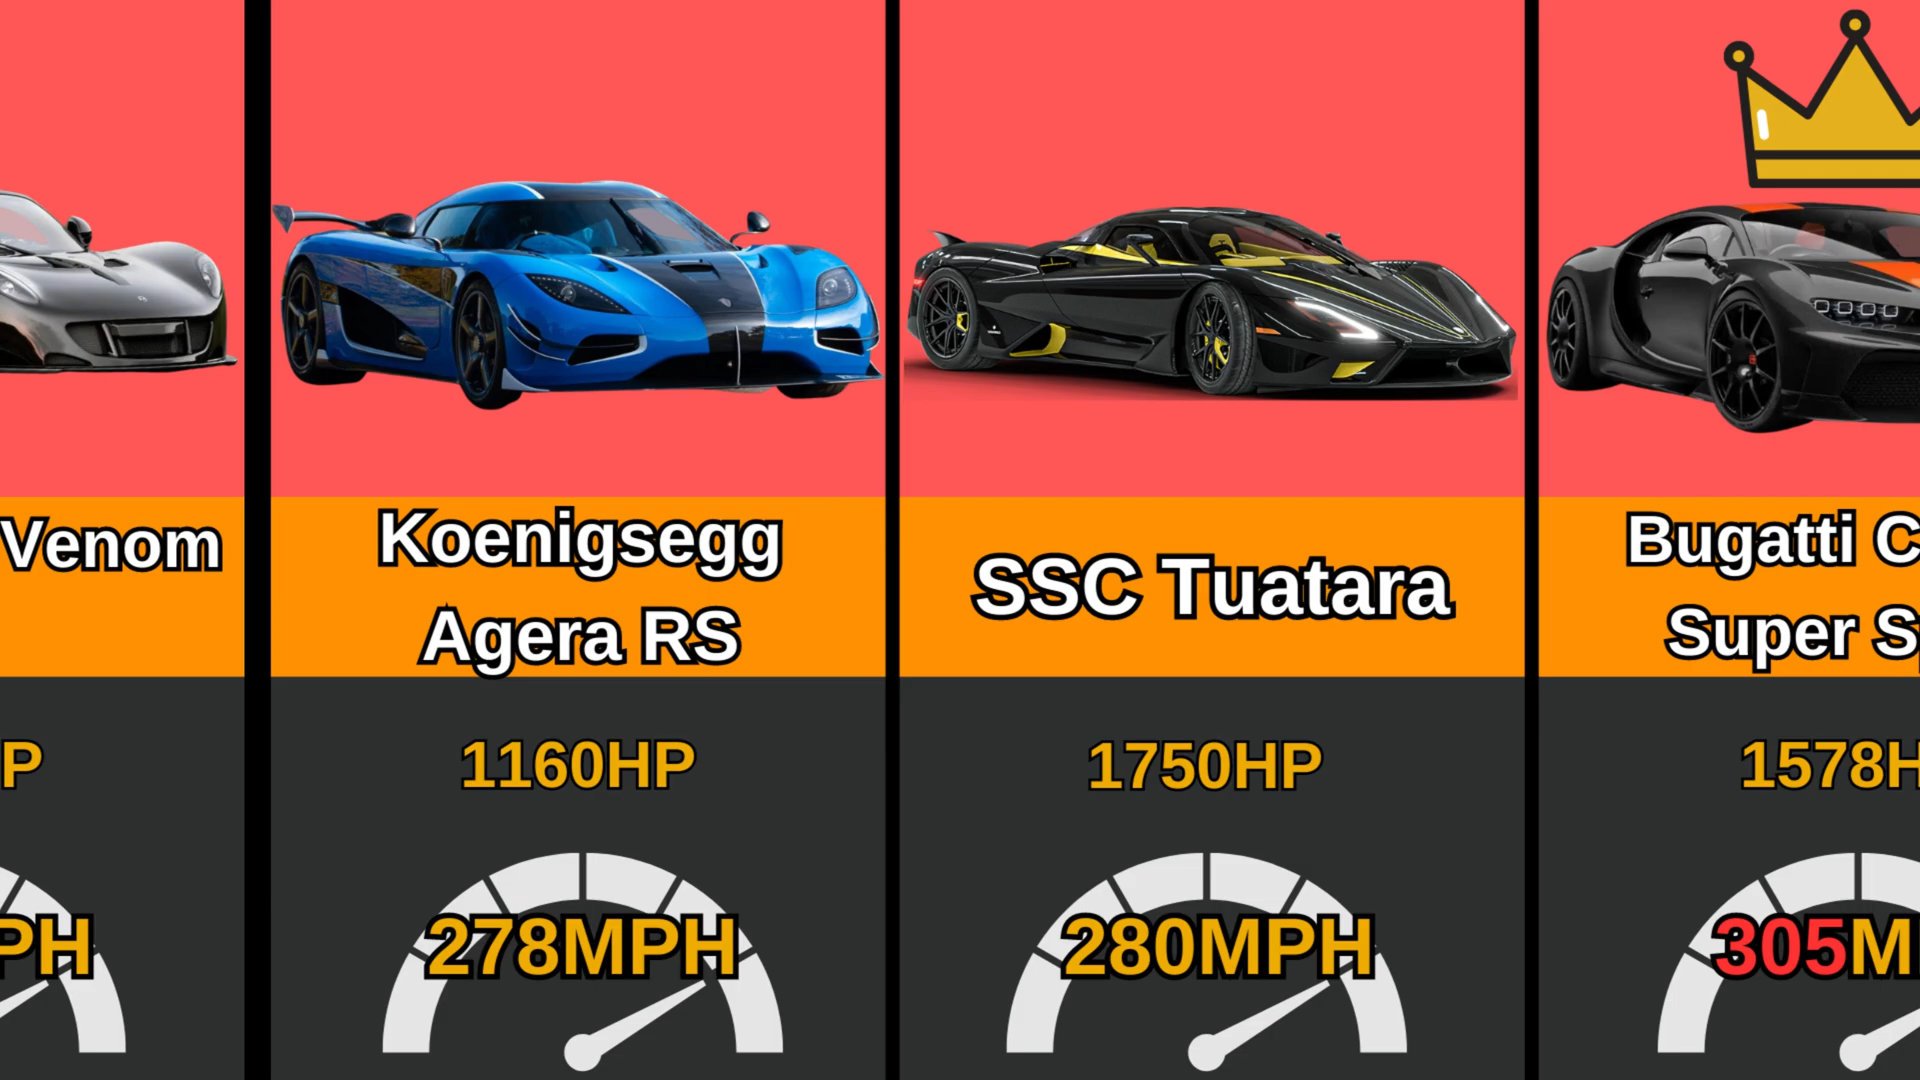 Venom
PH
Koenigsegg
Agera RS
1160HP
278MPH
SSC Tuatara
1750HP
280MPH
Bugatti C
Super S
1578H
305M